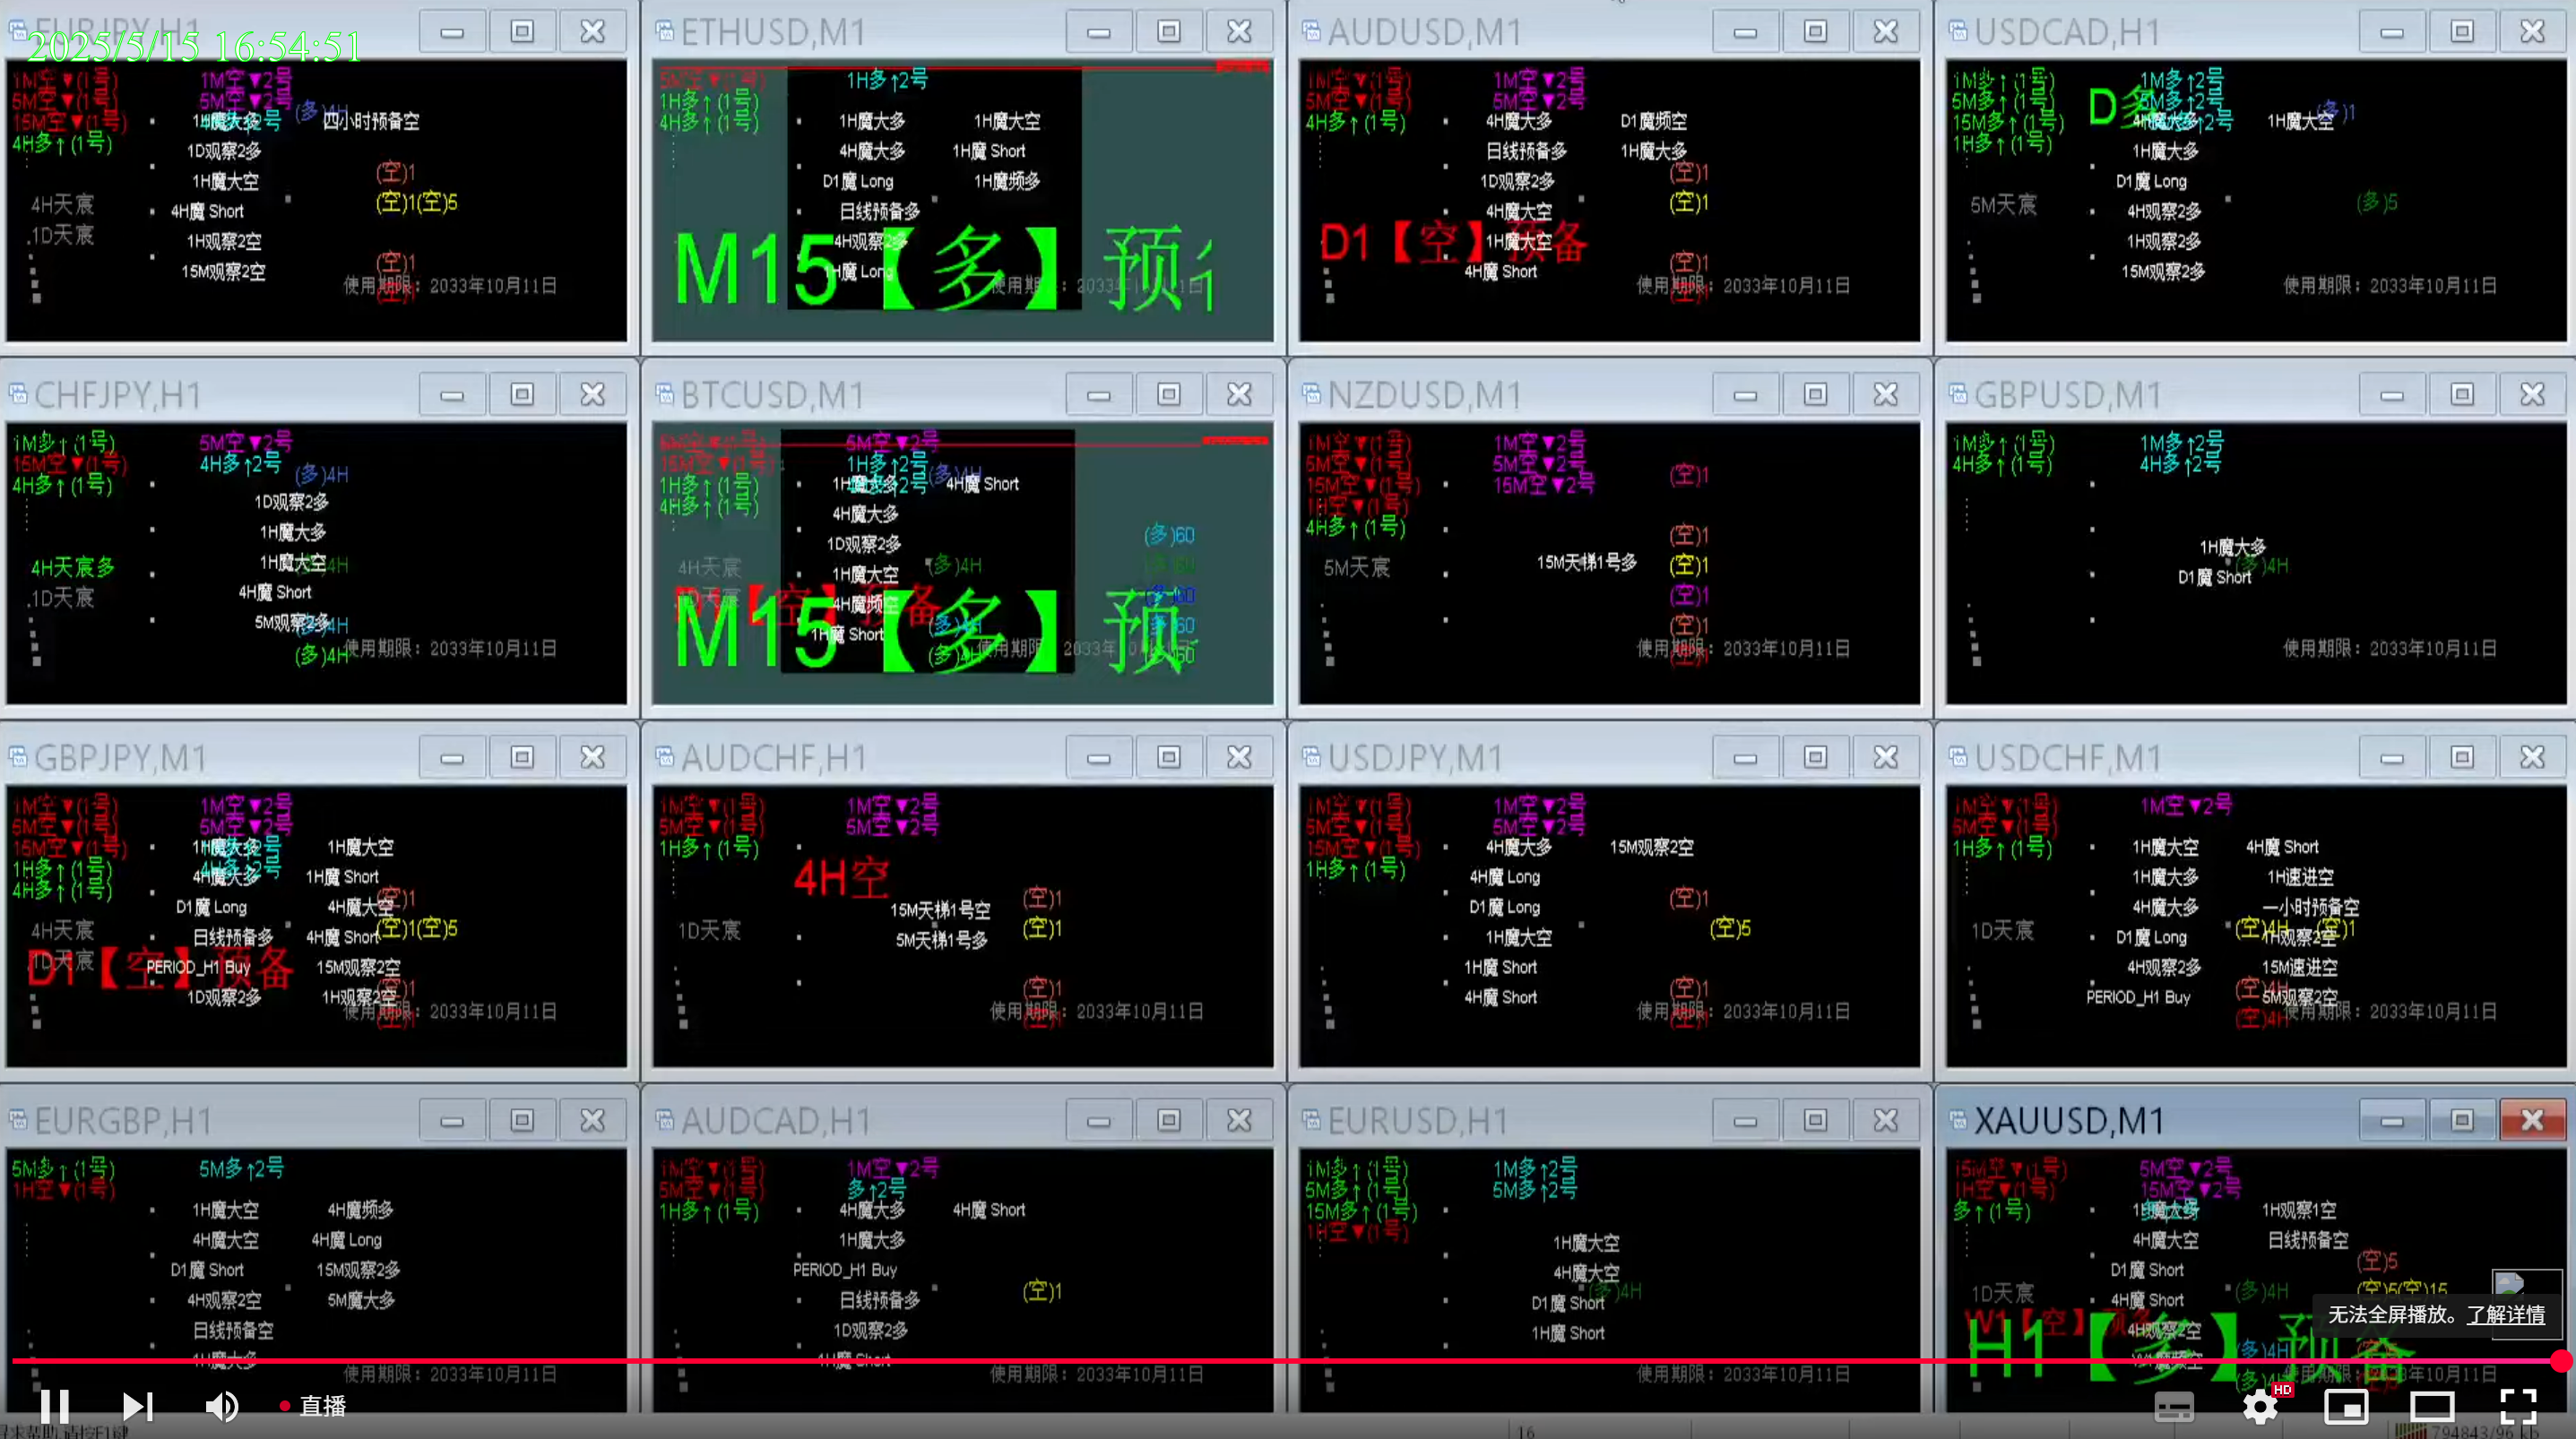 EURJPY,H1
2025/5/15 16:54:51
1M空▼(1号) 1M空▼2号
5M空▼(1号) 5M空▼2号
15M空▼(1号) 1H魔大多 (多)4H 四小时预备空
4H多↑(1号)
1D观察2多
(空)1
1H魔大空
4H天宸 (空)1(空)5
4H魔 Short
.1D天宸 1H观察2空
(空)1
15M观察2空
使用期限: 2033年10月11日
ETHUSD,M1
5M空▼(1号) 1H多↑2号
1H多↑(1号)
4H多↑(1号) 1H魔大多 1H魔大空
4H魔大多 1H魔 Short
D1魔 Long 1H魔频多
日线预备多
4H观察2多
M15【多】预
1H魔 Long
使用期限:
AUDUSD,M1
1M空▼(1号) 1M空▼2号
5M空▼(1号) 5M空▼2号
4H多↑(1号) 4H魔大多 D1魔频空
日线预备多 1H魔大多
(空)1
1D观察2多
(空)1
4H魔大空
D1【空】预备
1H魔大空
(空)1
4H魔 Short
使用期限: 2033年10月11日
USDCAD,H1
1M多↑(1号) 1M多↑2号
5M多↑(1号) 5M多↑2号
D多
15M多↑(1号) 4H魔大多 1H魔大空 (多)1
1H多↑(1号) 1H魔大多
D1魔 Long
5M天宸 4H观察2多 (多)5
1H观察2多
15M观察2多
使用期限: 2033年10月11日
CHFJPY,H1
1M多↑(1号) 5M空▼2号
15M空▼(1号) 4H多↑2号
4H多↑(1号) (多)4H
1D观察2多
1H魔大多
4H天宸多 1H魔大空
.1D天宸 4H魔 Short
5M观察2多
(多)4H 使用期限: 2033年10月11日
BTCUSD,M1
5M空▼2号
15M空▼(1号) 1H多↑2号
1H多↑(1号) 1H魔大多 4H魔 Short
4H多↑(1号) 4H魔大多
(多)60
1D观察2多
4H天宸 1H魔大空 (多)4H
4H魔频空
M15【多】预
1H魔 Short
NZDUSD,M1
1M空▼(1号) 1M空▼2号
5M空▼(1号) 5M空▼2号
15M空▼(1号) 15M空▼2号 (空)1
1H空▼(1号)
4H多↑(1号) (空)1
5M天宸 15M天梯1号多 (空)1
(空)1
(空)1
使用期限: 2033年10月11日
GBPUSD,M1
1M多↑(1号) 1M多↑2号
4H多↑(1号) 4H多↑2号
1H魔大多
D1魔 Short (多)4H
使用期限: 2033年10月11日
GBPJPY,M1
1M空▼(1号) 1M空▼2号
5M空▼(1号) 5M空▼2号
15M空▼(1号) 1H魔大多 1H魔大空
1H多↑(1号) 4H魔大多 1H魔 Short
4H多↑(1号) (空)1
D1魔 Long 4H魔大空
4H天宸 日线预备多 4H魔 Short (空)1(空)5
.1D天宸 D1【空】预备
PERIOD_H1 Buy 15M观察2空
1D观察2多 1H观察2空
使用期限: 2033年10月11日
AUDCHF,H1
1M空▼(1号) 1M空▼2号
5M空▼(1号) 5M空▼2号
1H多↑(1号)
4H空
(空)1
15M天梯1号空
1D天宸 (空)1
5M天梯1号多
(空)1
使用期限: 2033年10月11日
USDJPY,M1
1M空▼(1号) 1M空▼2号
5M空▼(1号) 5M空▼2号
15M空▼(1号) 4H魔大多 15M观察2空
1H多↑(1号) 4H魔 Long
(空)1
D1魔 Long
(空)5
1H魔大空
1H魔 Short
4H魔 Short (空)1
使用期限: 2033年10月11日
USDCHF,M1
1M空▼(1号) 1M空▼2号
5M空▼(1号)
1H多↑(1号) 1H魔大空 4H魔 Short
1H魔大多 1H速进空
4H魔大多 一小时预备空
1D天宸 (空)4H (空)1
D1魔 Long 1H观察2空
4H观察2多 15M速进空
PERIOD_H1 Buy (空)4H 5M观察2空
(空)4H 使用期限: 2033年10月11日
EURGBP,H1
5M多↑(1号) 5M多↑2号
1H空▼(1号)
1H魔大空 4H魔频多
4H魔大空 4H魔 Long
D1魔 Short 15M观察2多
4H观察2空 5M魔大多
日线预备空
1H魔大多
使用期限: 2033年10月11日
AUDCAD,H1
1M空▼(1号) 1M空▼2号
5M空▼(1号) 多↑2号
1H多↑(1号) 4H魔大多 4H魔 Short
1H魔大多
PERIOD_H1 Buy
(空)1
日线预备多
1D观察2多
4H魔 Short
使用期限: 2033年10月11日
EURUSD,H1
1M多↑(1号) 1M多↑2号
5M多↑(1号) 5M多↑2号
15M多↑(1号)
1H空▼(1号)
1H魔大空
4H魔大空
(多)4H
D1魔 Short
1H魔 Short
使用期限: 2033年10月11日
XAUUSD,M1
15M空▼(1号) 5M空▼2号
1H空▼(1号) 15M空▼2号
多↑(1号) 1H魔大多 1H观察1空
4H魔大空 日线预备空
(空)5
D1魔 Short
1D天宸 (多)4H (空)5(空)15
4H魔 Short
无法全屏播放。了解详情
4H观察2空
H1【多】预备
(多)4H
使用期限: 2033年10月11日
直播
HD
16
794843/96 kb